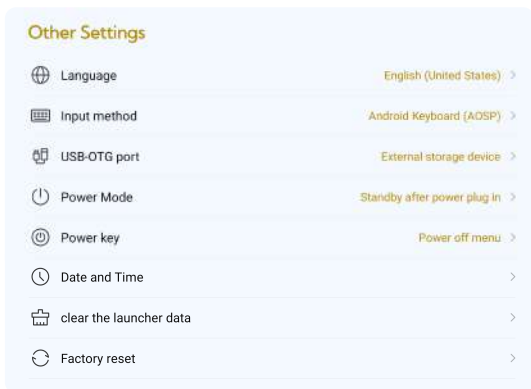 Other Settings
Language English (United States)
Input method Android Keyboard (AOSP)
USB-OTG port External storage device
Power Mode Standby after power plug in
Power key Power off menu
Date and Time
clear the launcher data
Factory reset